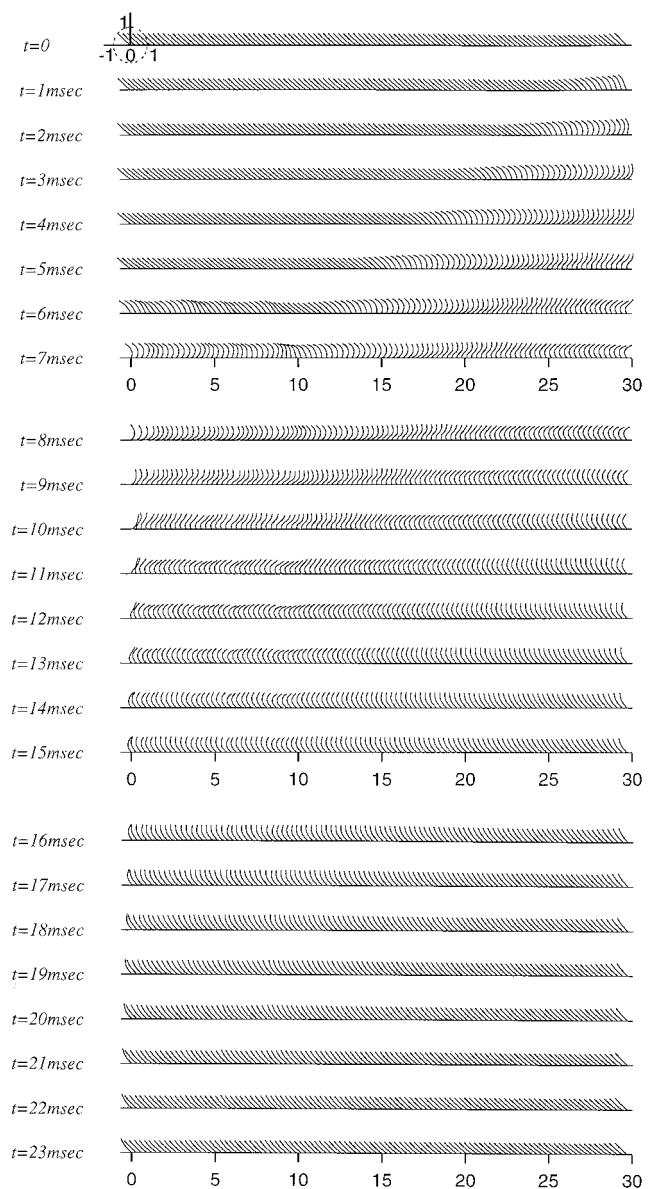 1
t=0
-1 0 1
t=1msec
t=2msec
t=3msec
t=4msec
t=5msec
t=6msec
t=7msec
0 5 10 15 20 25 30
t=8msec
t=9msec
t=10msec
t=11msec
t=12msec
t=13msec
t=14msec
t=15msec
0 5 10 15 20 25 30
t=16msec
t=17msec
t=18msec
t=19msec
t=20msec
t=21msec
t=22msec
t=23msec
0 5 10 15 20 25 30